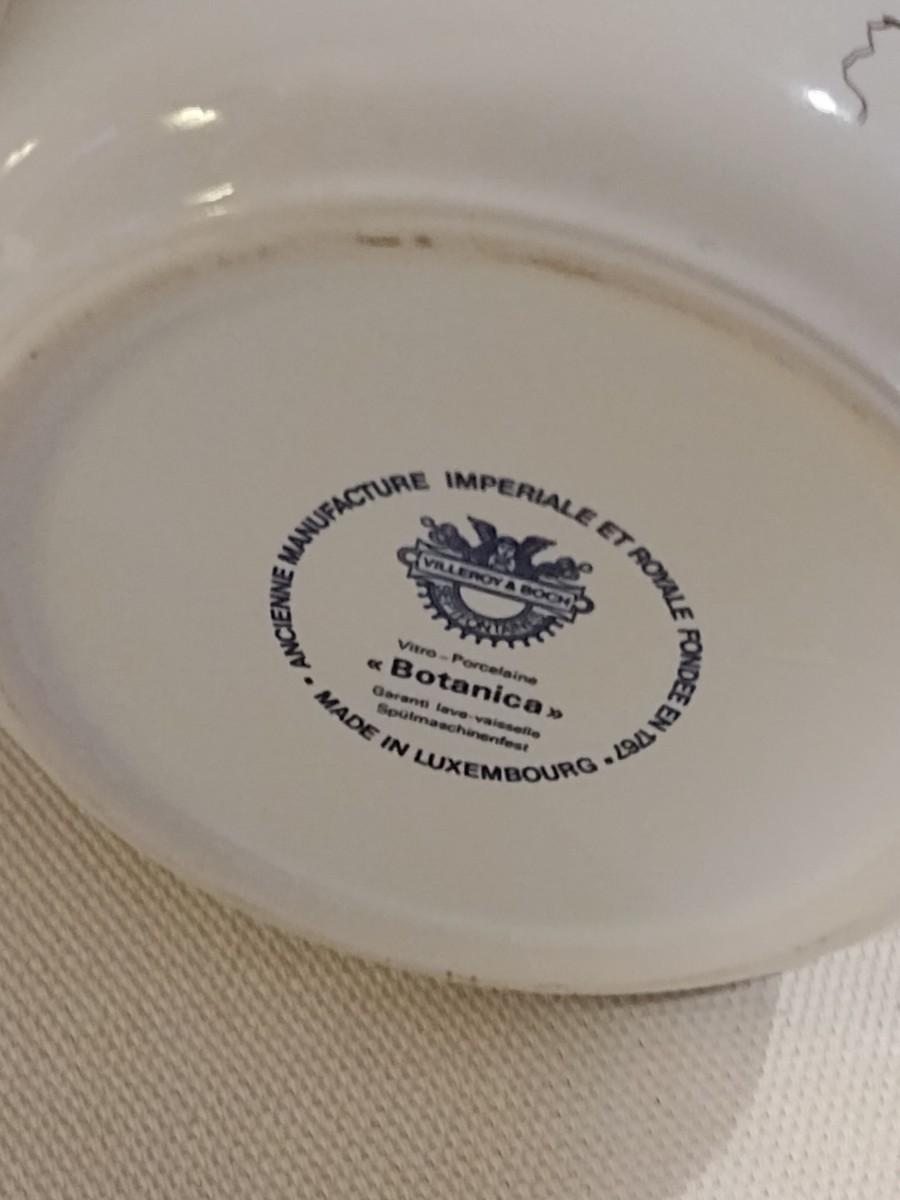 ANCIENNE MANUFACTURE IMPERIALE ET ROYALE FONDEE EN 1767 •
VILLEROY & BOCH
SEPTFONTAINES
Vitro-Porcelaine
« Botanica »
Garanti lave-vaisselle
Spülmaschinenfest
• MADE IN LUXEMBOURG